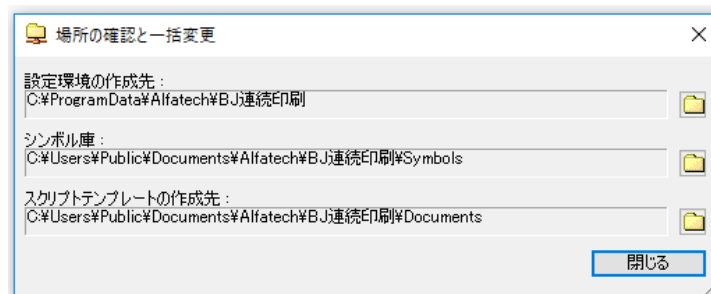 場所の確認と一括変更
設定環境の作成先：
C:¥ProgramData¥Alfatech¥BJ連続印刷
シンボル庫：
C:¥Users¥Public¥Documents¥Alfatech¥BJ連続印刷¥Symbols
スクリプトテンプレートの作成先：
C:¥Users¥Public¥Documents¥Alfatech¥BJ連続印刷¥Documents
閉じる